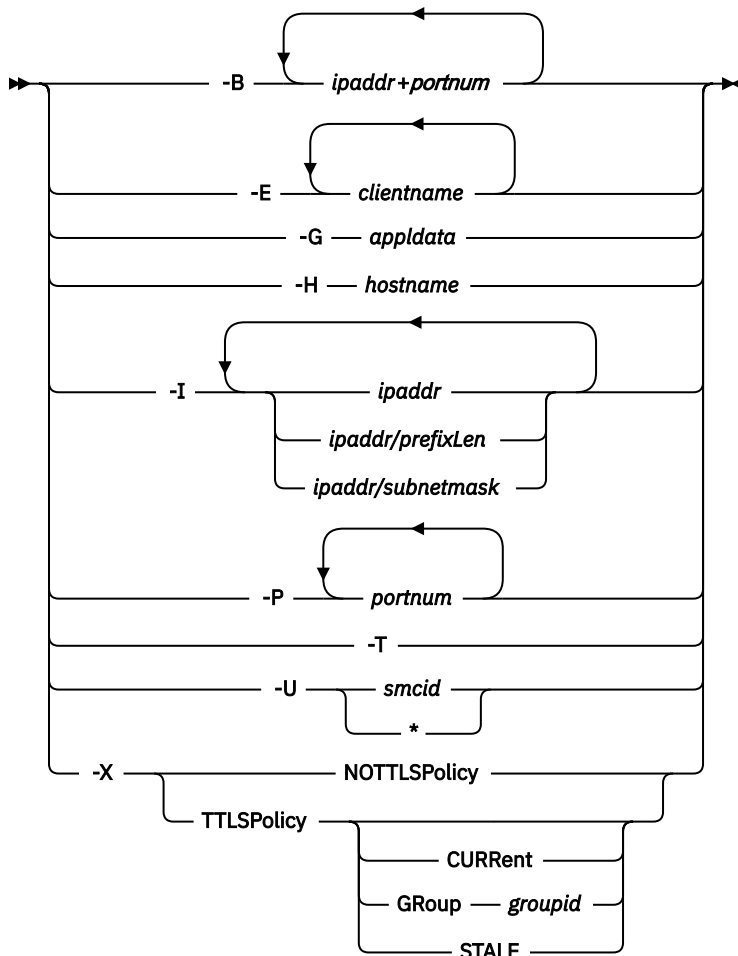 -B ipaddr+portnum
-E clientname
-G appldata
-H hostname
-I ipaddr
ipaddr/prefixLen
ipaddr/subnetmask
-P portnum
-T
-U smcid
*
-X NOTTLSPolicy
TTLSPolicy
CURRent
GRoup groupid
STALE